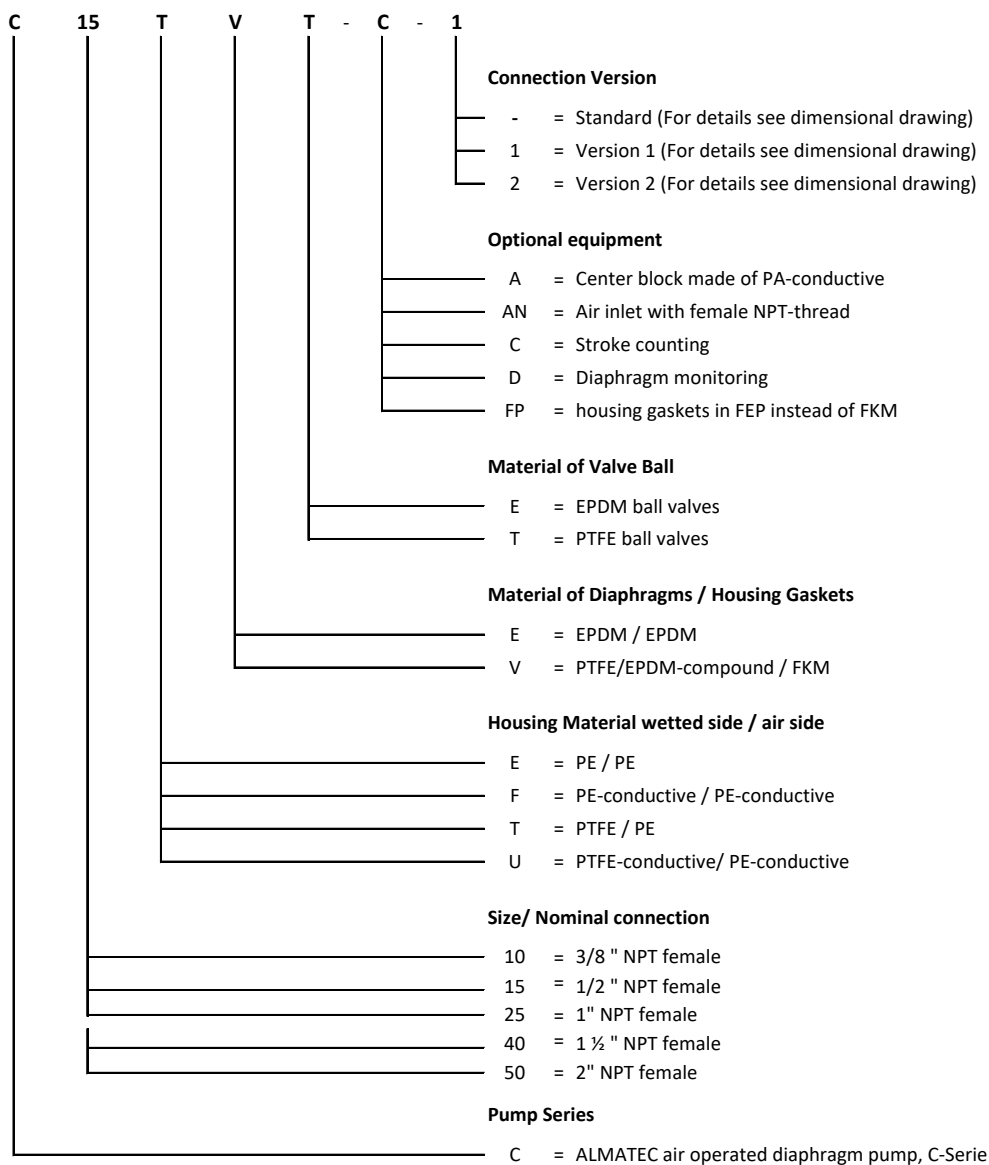 C 15 T V T - C - 1
Connection Version
- = Standard (For details see dimensional drawing)
1 = Version 1 (For details see dimensional drawing)
2 = Version 2 (For details see dimensional drawing)
Optional equipment
A = Center block made of PA-conductive
AN = Air inlet with female NPT-thread
C = Stroke counting
D = Diaphragm monitoring
FP = housing gaskets in FEP instead of FKM
Material of Valve Ball
E = EPDM ball valves
T = PTFE ball valves
Material of Diaphragms / Housing Gaskets
E = EPDM / EPDM
V = PTFE/EPDM-compound / FKM
Housing Material wetted side / air side
E = PE / PE
F = PE-conductive / PE-conductive
T = PTFE / PE
U = PTFE-conductive/ PE-conductive
Size/ Nominal connection
10 = 3/8 " NPT female
15 = 1/2 " NPT female
25 = 1" NPT female
40 = 1 ½ " NPT female
50 = 2" NPT female
Pump Series
C = ALMATEC air operated diaphragm pump, C-Serie